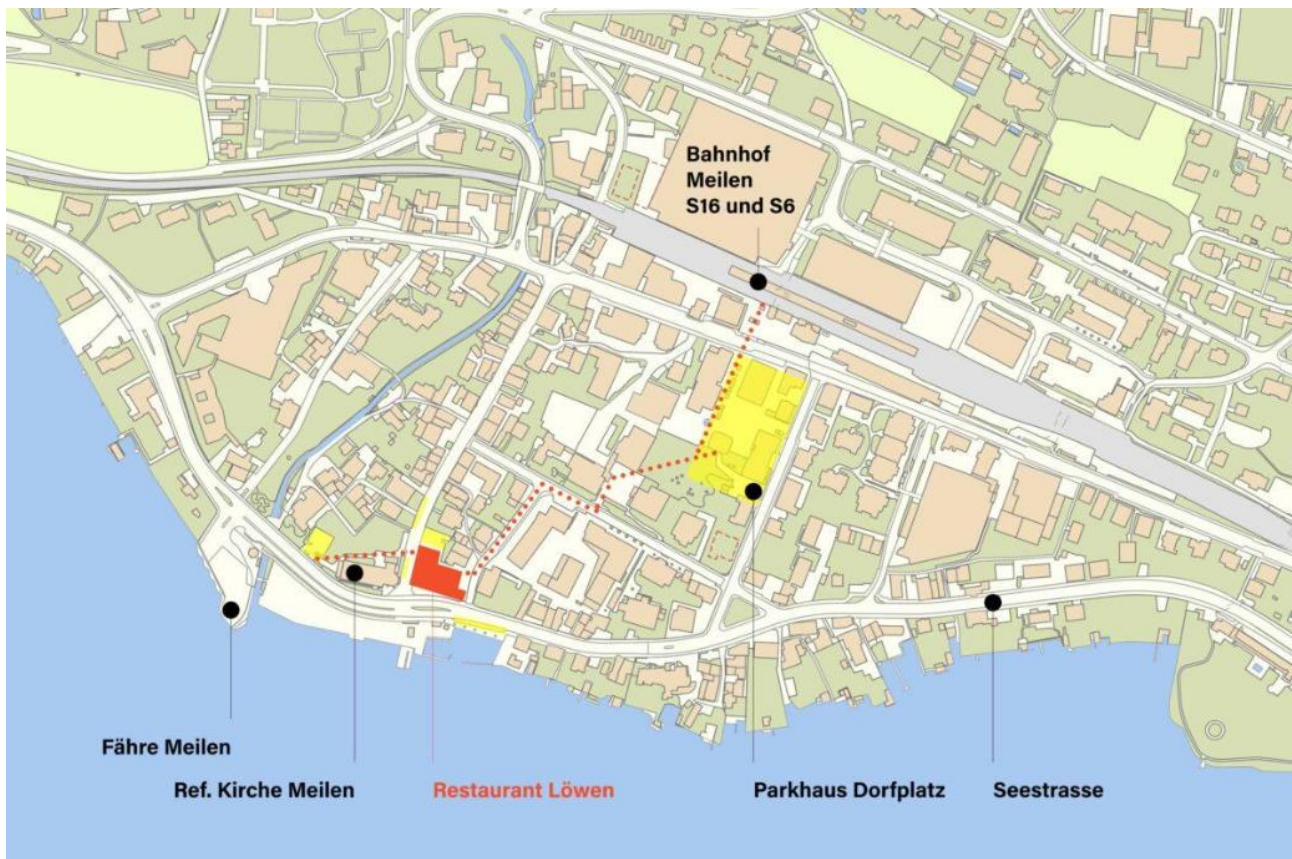 Bahnhof
Meilen
S16 und S6
Fähre Meilen
Ref. Kirche Meilen
Restaurant Löwen
Parkhaus Dorfplatz
Seestrasse